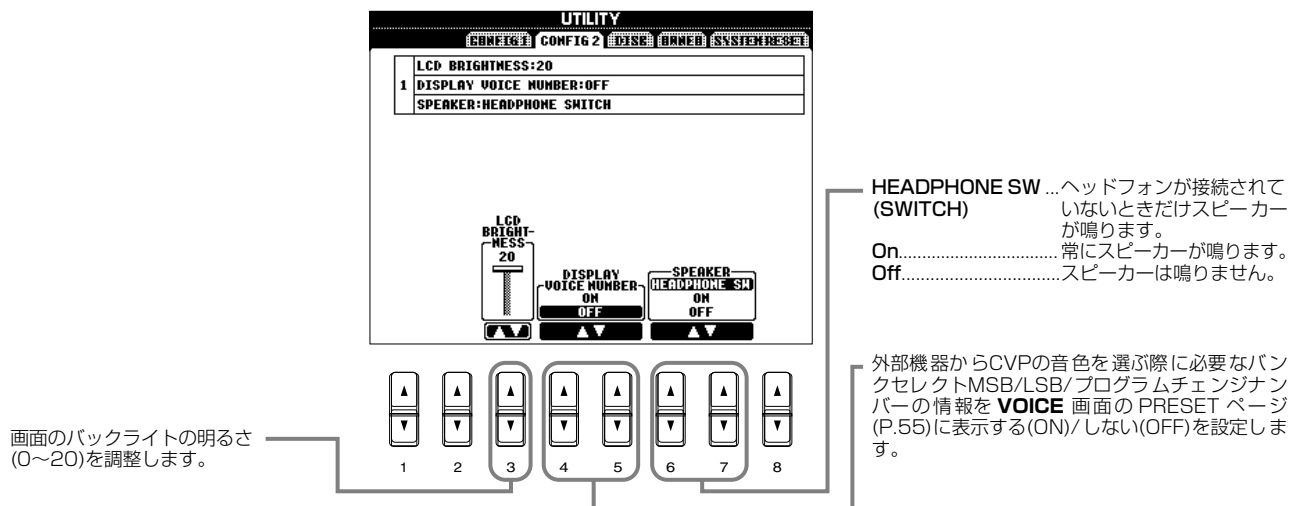 UTILITY
CONFIG 1 CONFIG 2 DISK OWNER SYSTEM RESET
LCD BRIGHTNESS:20
1 DISPLAY VOICE NUMBER:OFF
SPEAKER:HEADPHONE SWITCH
LCD
BRIGHT-
NESS
20
DISPLAY
VOICE NUMBER
ON
OFF
SPEAKER
HEADPHONE SW
ON
OFF
1 2 3 4 5 6 7 8
画面のバックライトの明るさ
(0〜20)を調整します。
HEADPHONE SW ...ヘッドフォンが接続されて
(SWITCH) いないときだけスピーカー
が鳴ります。
On................................ 常にスピーカーが鳴ります。
Off................................スピーカーは鳴りません。
外部機器からCVPの音色を選ぶ際に必要なバン
クセレクトMSB/LSB/プログラムチェンジナン
バーの情報を VOICE 画面の PRESET ページ
(P.55)に表示する(ON)/しない(OFF)を設定しま
す。